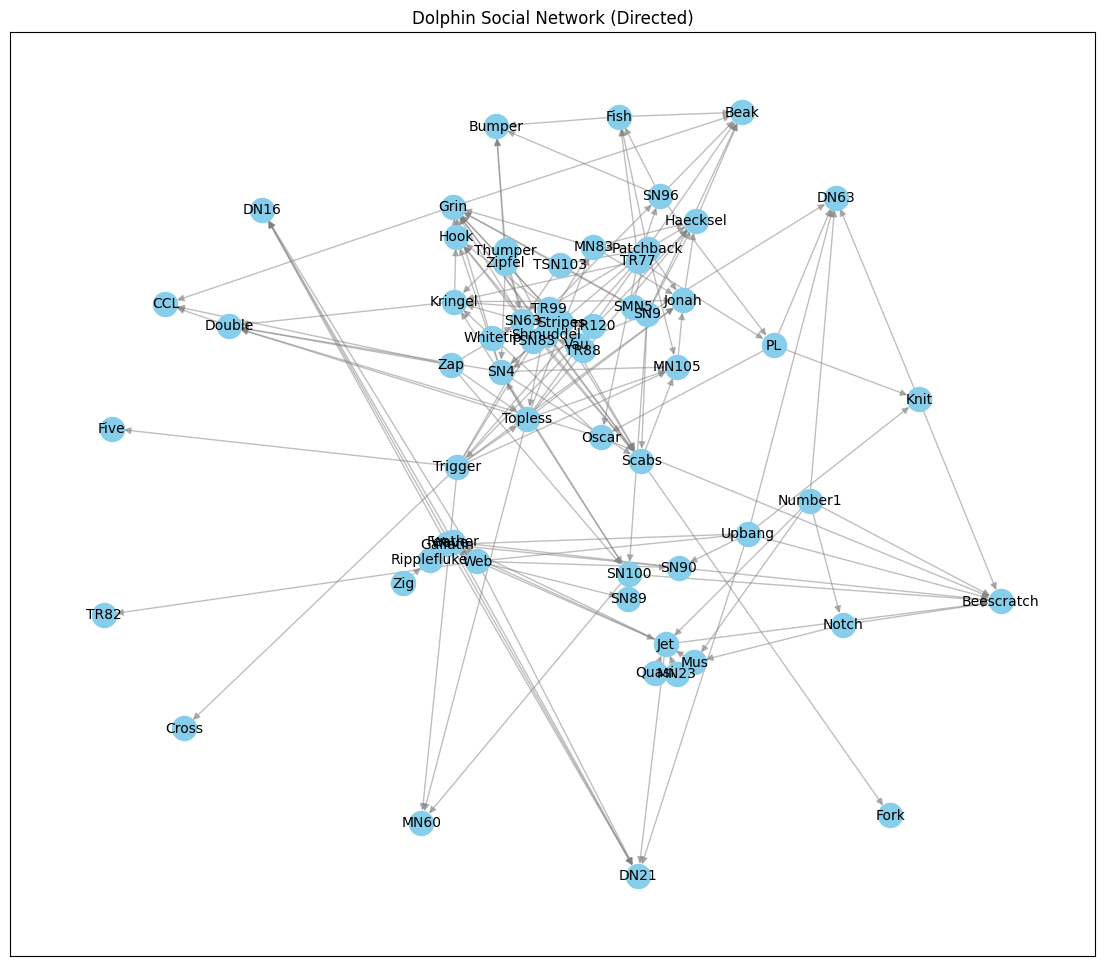 Dolphin Social Network (Directed)
Beak
Fish
Bumper
SN96
DN63
Grin
DN16
Haecksel
Hook
MN83
Patchback
Thumper
TR77
Zipfel
TSN103
Jonah
Kringel
CCL
SMN5
TR99
SN9
SN63
Stripes
Double
TR120
Shmuddel
Whitetip
TSN83
Vau
PL
TR88
Zap
MN105
SN4
Knit
Topless
Five
Oscar
Scabs
Trigger
Number1
Upbang
Feather
Gallatin
Ripplefluke
Web
SN90
SN100
Zig
SN89
Beescratch
TR82
Notch
Jet
Mus
Quasi
MN23
Cross
Fork
MN60
DN21